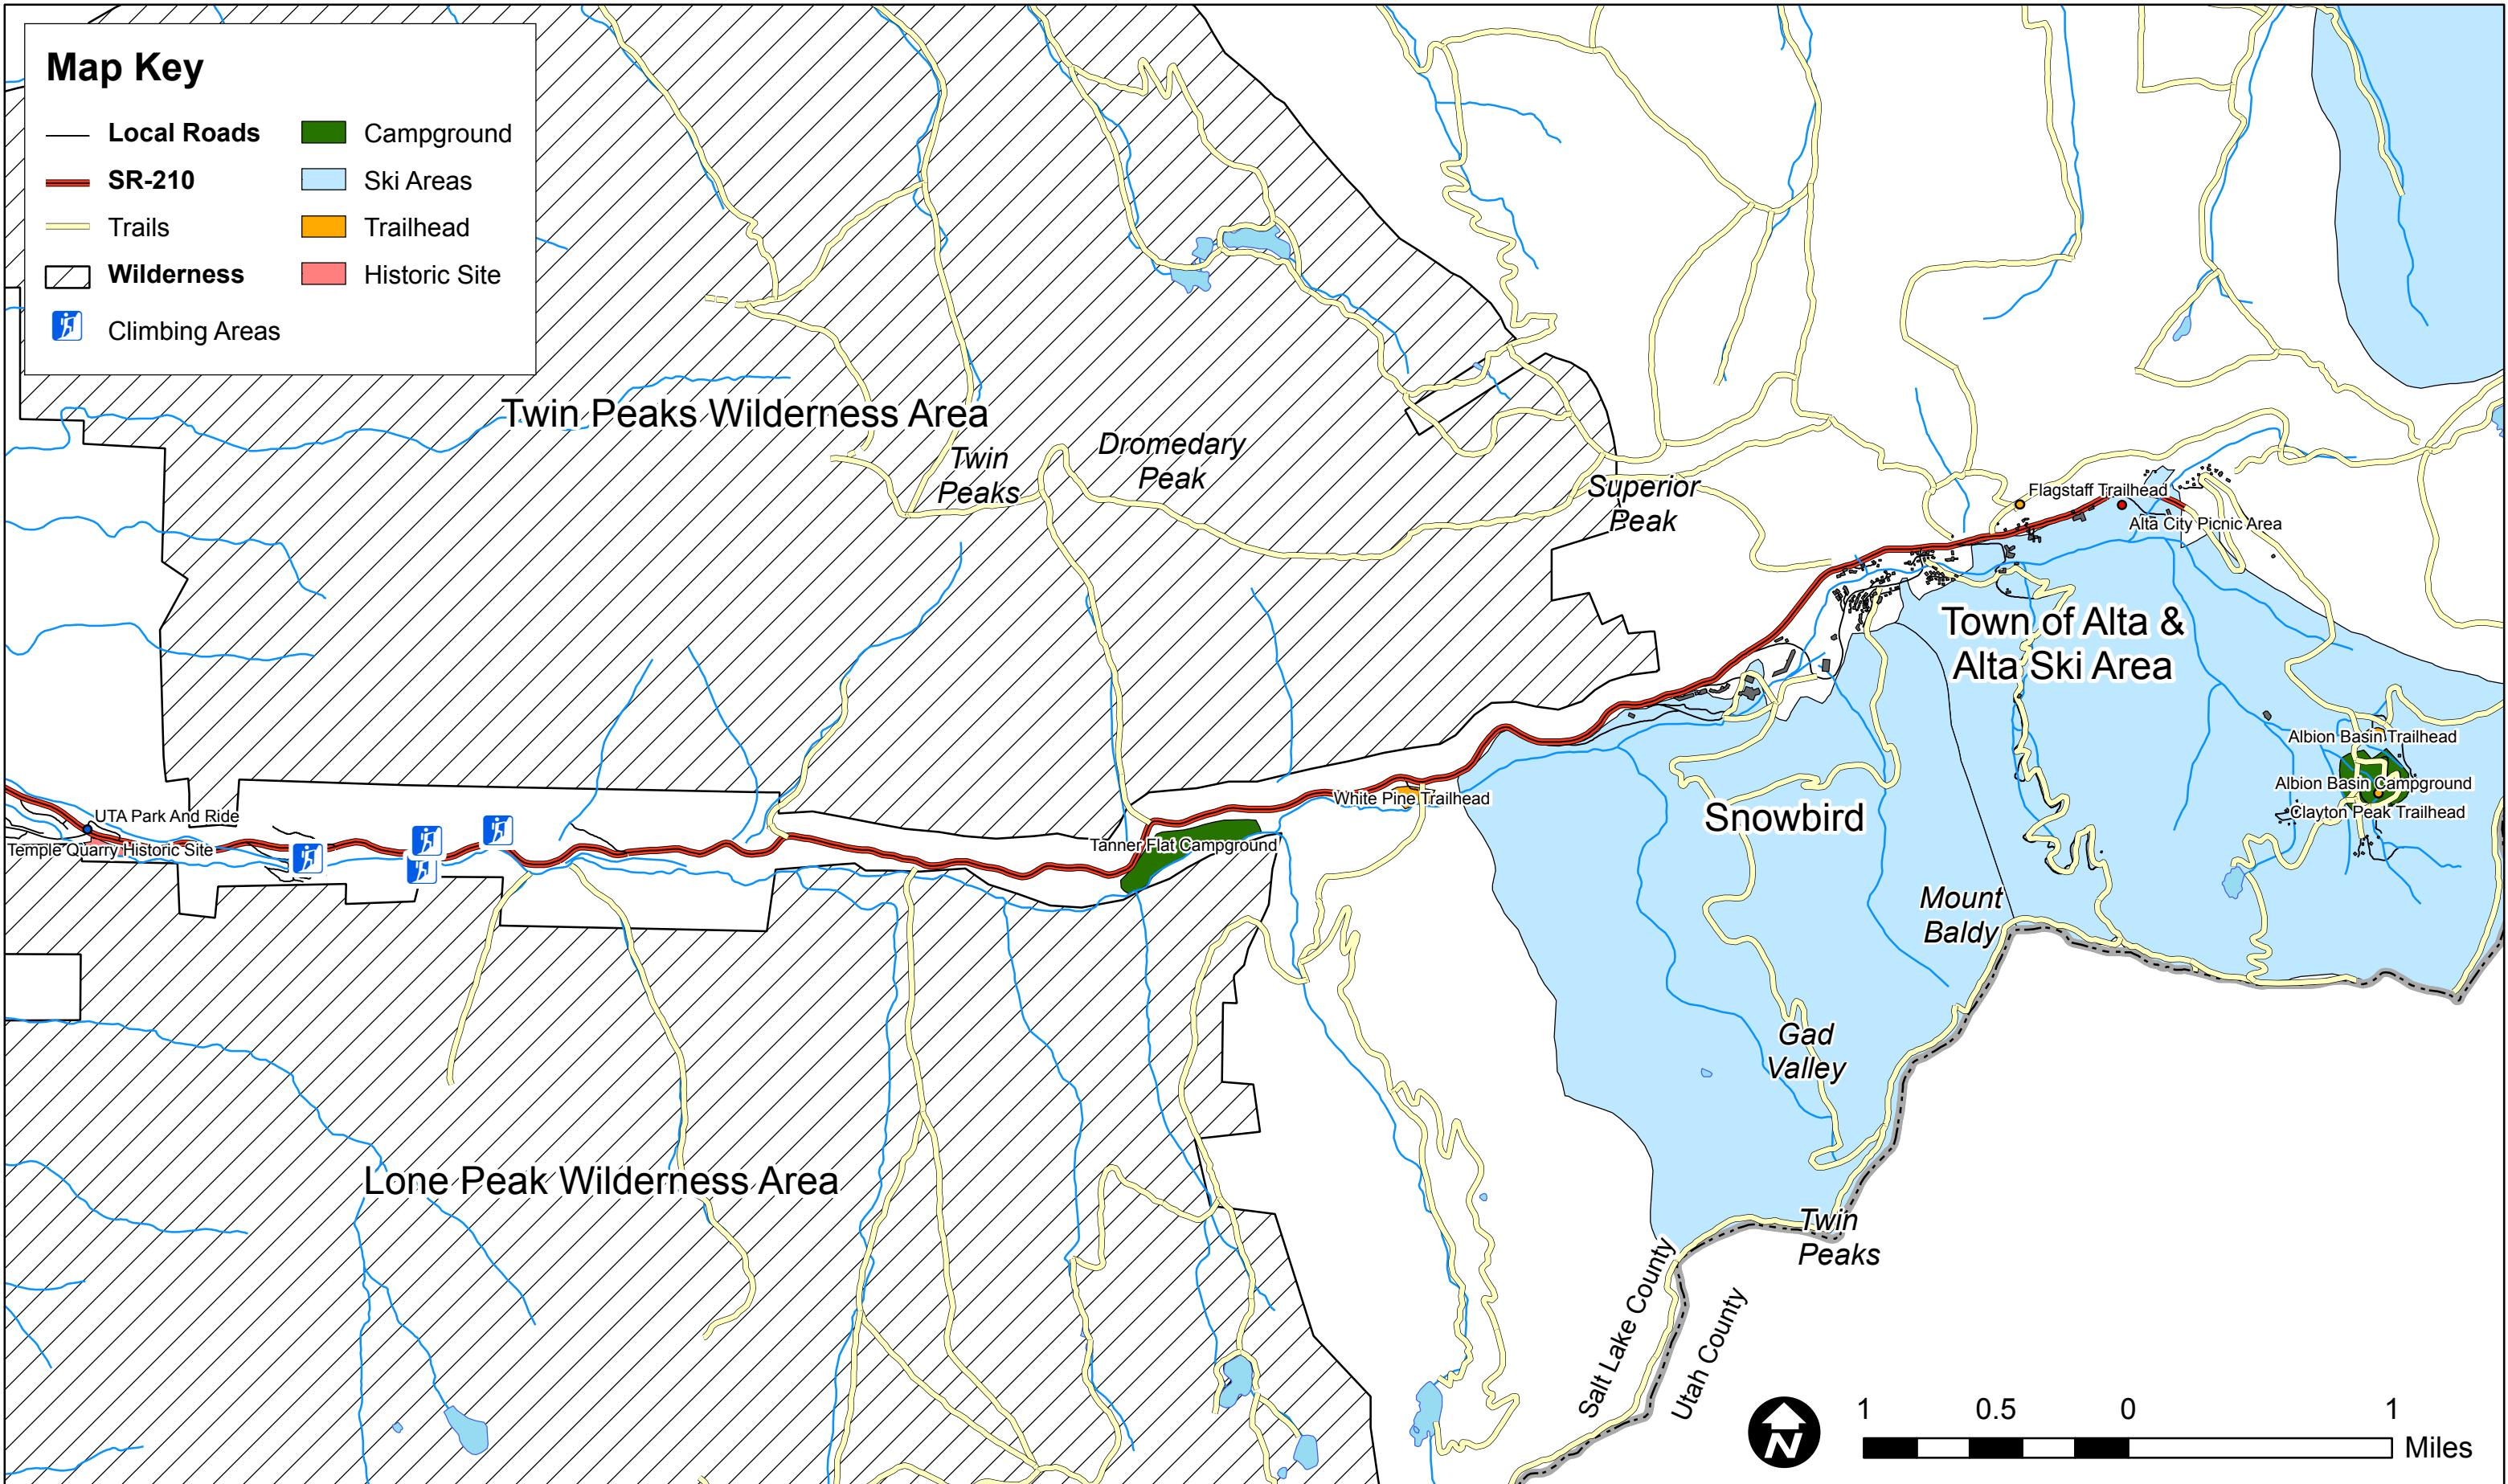 Map Key
Local Roads
SR-210
Trails
Wilderness
Climbing Areas
Campground
Ski Areas
Trailhead
Historic Site
Twin Peaks Wilderness Area
Twin
Peaks
Dromedary
Peak
Superior
Peak
Flagstaff Trailhead
Alta City Picnic Area
Town of Alta &
Alta Ski Area
Albion Basin Trailhead
Albion Basin Campground
Clayton Peak Trailhead
UTA Park And Ride
Temple Quarry Historic Site
Tanner Flat Campground
White Pine Trailhead
Snowbird
Mount
Baldy
Gad
Valley
Lone Peak Wilderness Area
Twin
Peaks
Salt Lake County
Utah County
N
1 0.5 0 1
Miles